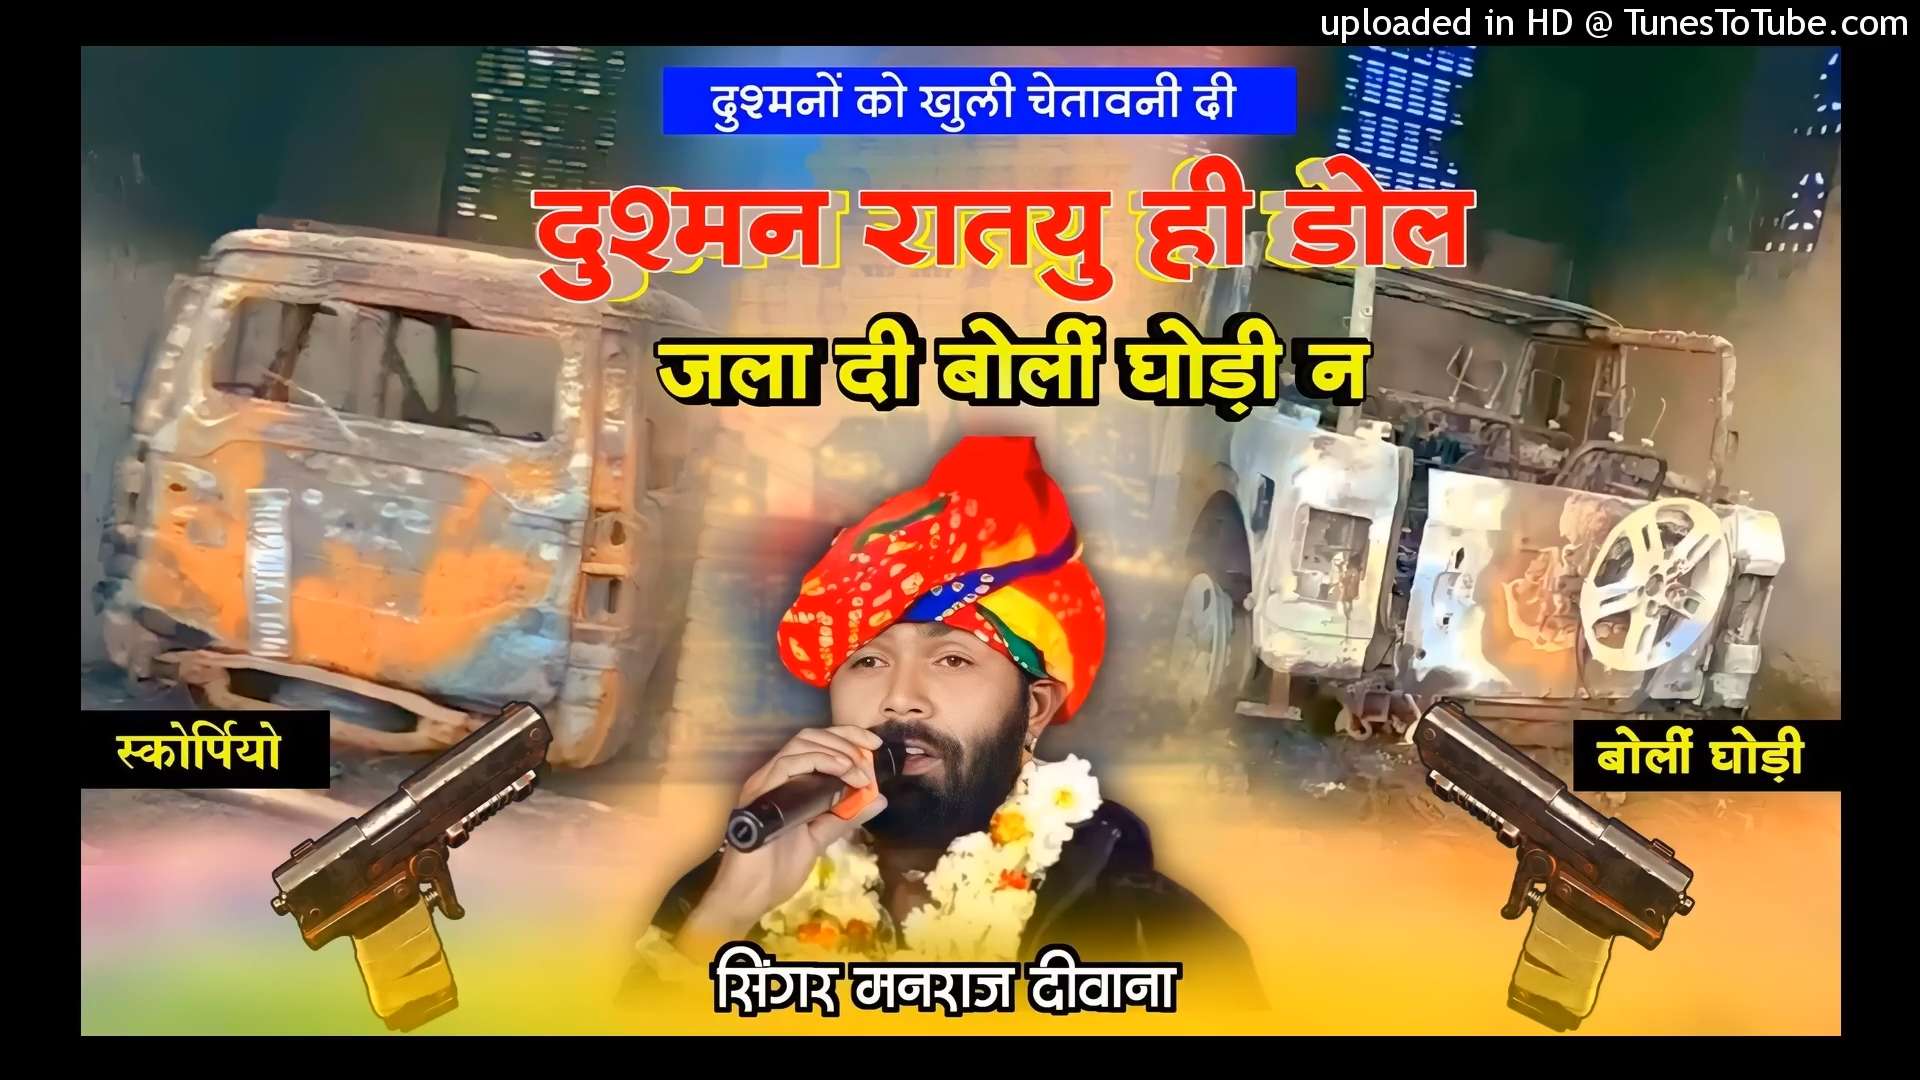 uploaded in HD @ TunesToTube.com
दुश्मनों को खुली चेतावनी दी
दुश्मन रातयु ही डोल
जला दी बोर्लीं घोड़ी न
स्कोर्पियो
बोर्लीं घोड़ी
सिंगर मनराज दीवाना